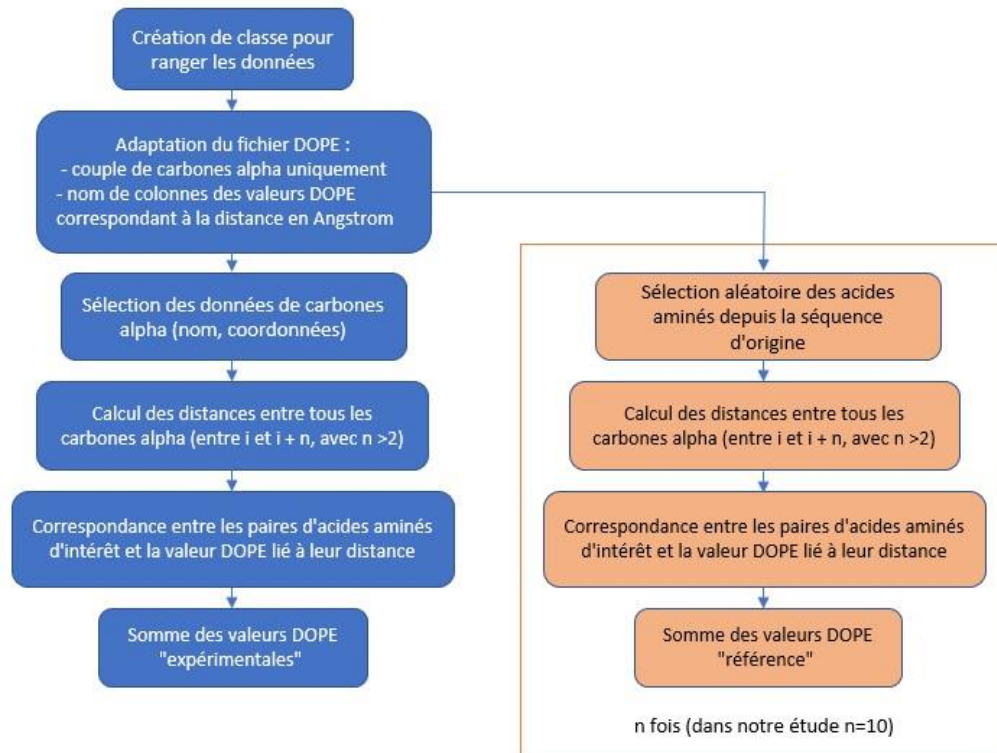 Création de classe pour
ranger les données
Adaptation du fichier DOPE :
- couple de carbones alpha uniquement
- nom de colonnes des valeurs DOPE
correspondant à la distance en Angstrom
Sélection des données de carbones
alpha (nom, coordonnées)
Calcul des distances entre tous les
carbones alpha (entre i et i + n, avec n >2)
Correspondance entre les paires d'acides aminés
d'intérêt et la valeur DOPE lié à leur distance
Somme des valeurs DOPE
"expérimentales"
Sélection aléatoire des acides
aminés depuis la séquence
d'origine
Calcul des distances entre tous les
carbones alpha (entre i et i + n, avec n >2)
Correspondance entre les paires d'acides aminés
d'intérêt et la valeur DOPE lié à leur distance
Somme des valeurs DOPE
"référence"
n fois (dans notre étude n=10)